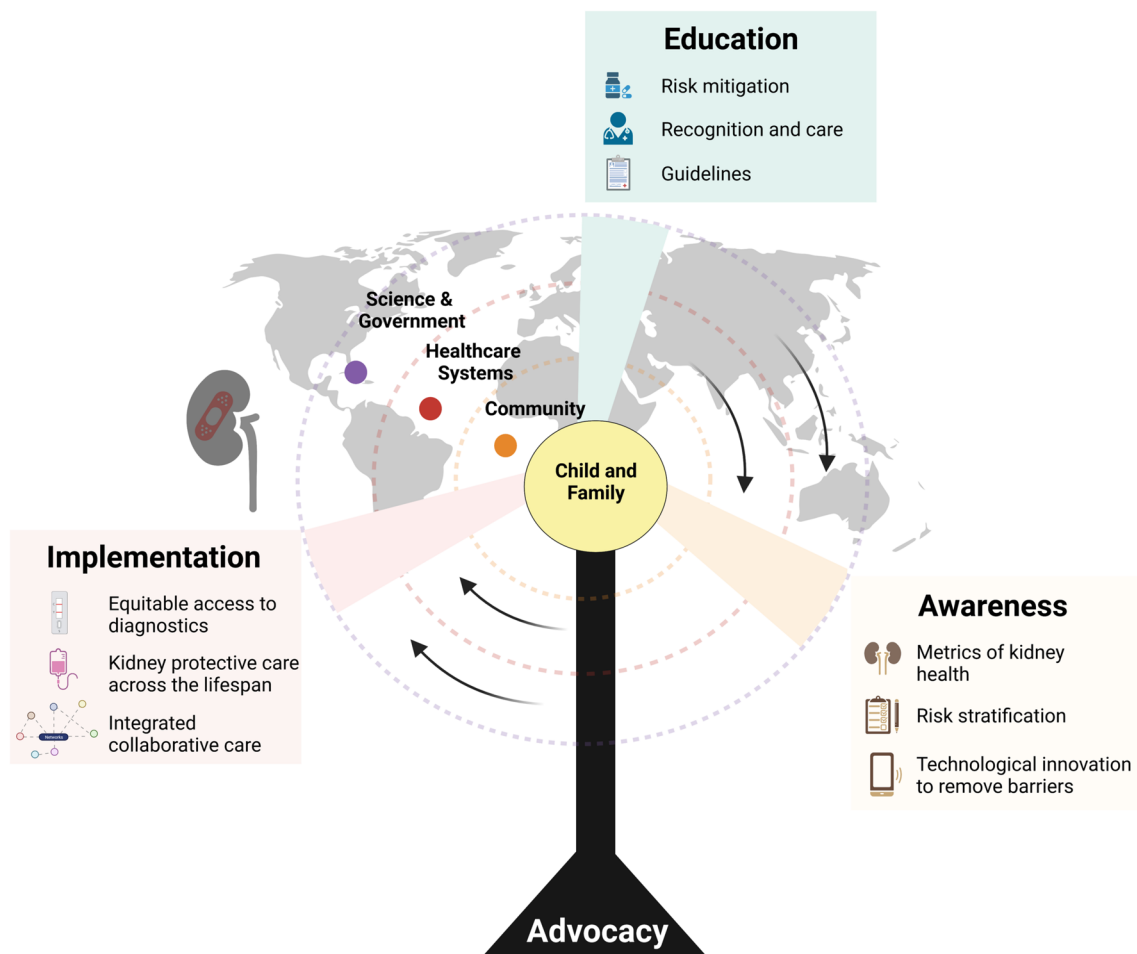 Education
Risk mitigation
Recognition and care
Guidelines
Science &
Government
Healthcare
Systems
Community
Child and
Family
Implementation
Equitable access to
diagnostics
Kidney protective care
across the lifespan
Networks
Integrated
collaborative care
Awareness
Metrics of kidney
health
Risk stratification
Technological innovation
to remove barriers
Advocacy